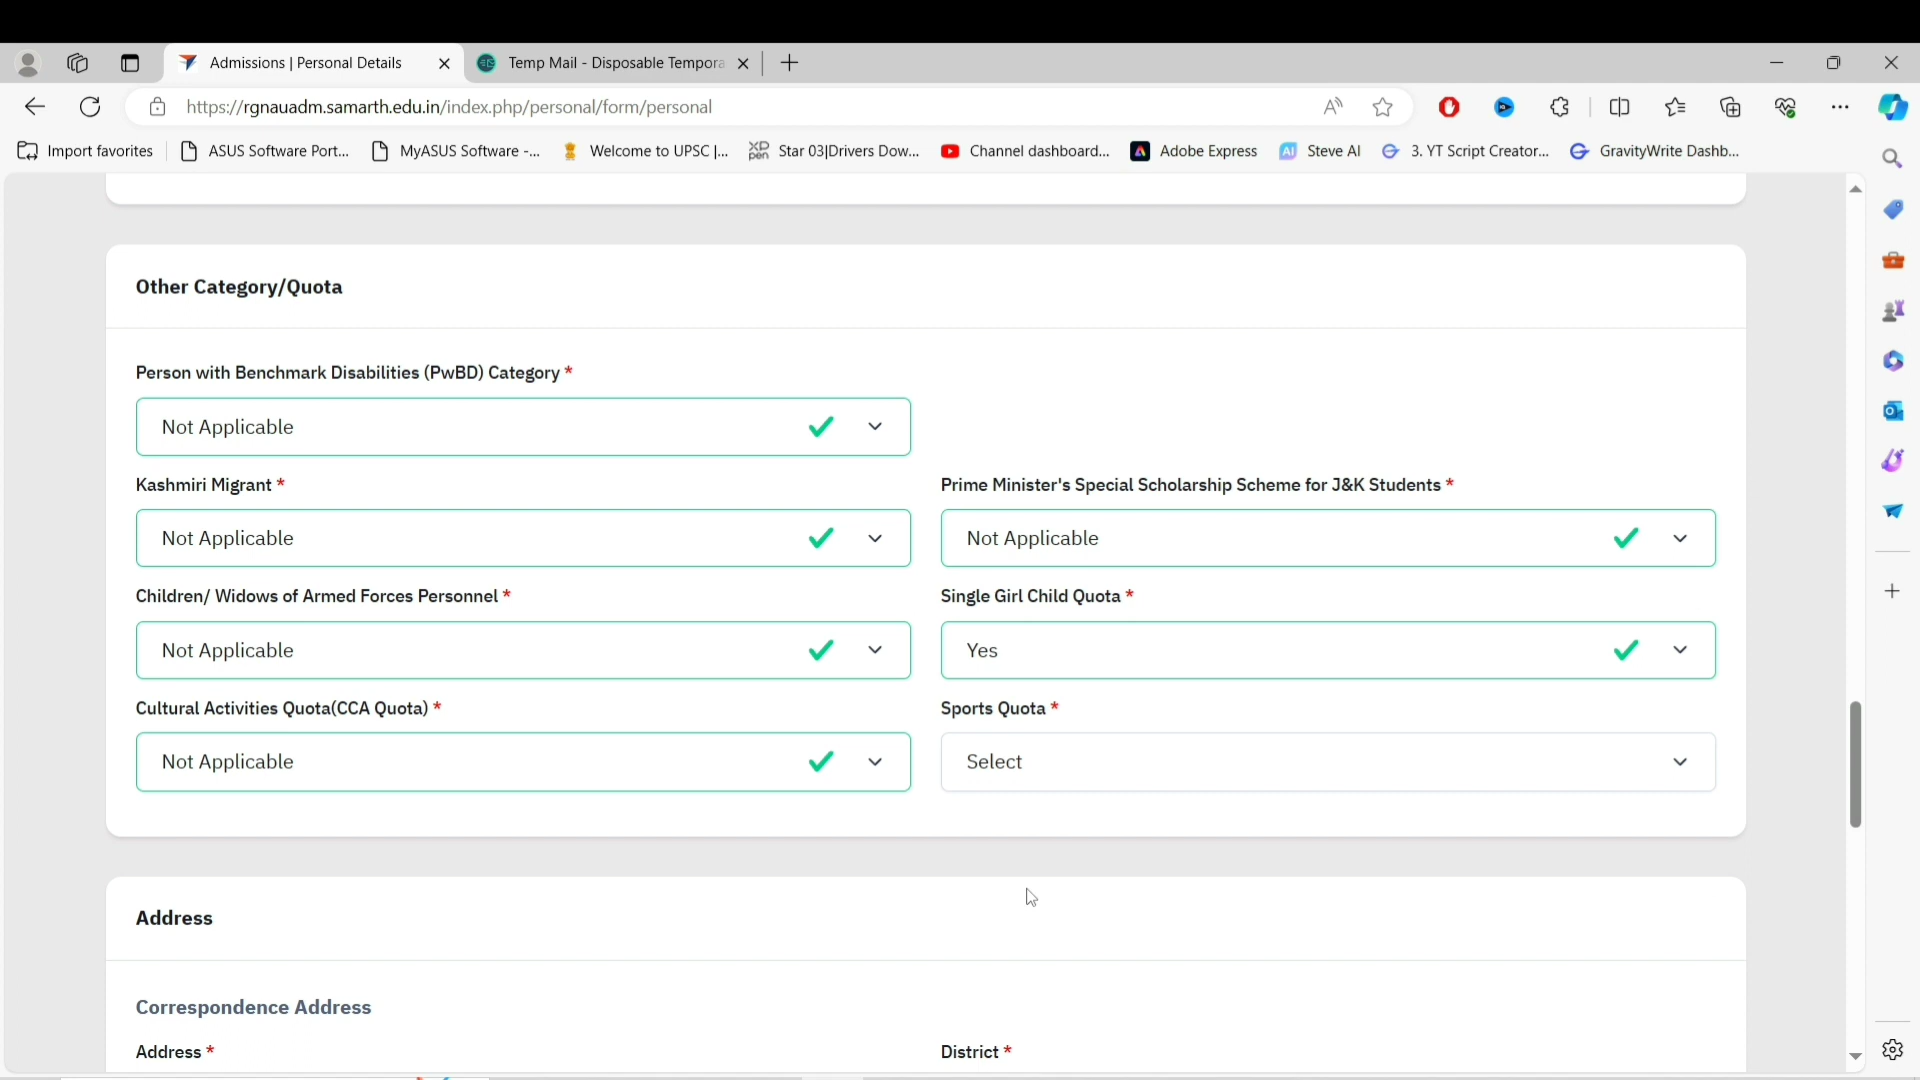 Admissions | Personal Details
Temp Mail - Disposable Tempora
https://rgnauadm.samarth.edu.in/index.php/personal/form/personal
Import favorites
ASUS Software Port...
MyASUS Software -...
Welcome to UPSC |...
Star 03|Drivers Dow...
Channel dashboard...
Adobe Express
Steve AI
3. YT Script Creator...
GravityWrite Dashb...
Other Category/Quota
Person with Benchmark Disabilities (PwBD) Category *
Not Applicable
Kashmiri Migrant *
Prime Minister's Special Scholarship Scheme for J&K Students *
Not Applicable
Not Applicable
Children/ Widows of Armed Forces Personnel *
Single Girl Child Quota *
Not Applicable
Yes
Cultural Activities Quota(CCA Quota) *
Sports Quota *
Not Applicable
Select
Address
Correspondence Address
Address *
District *